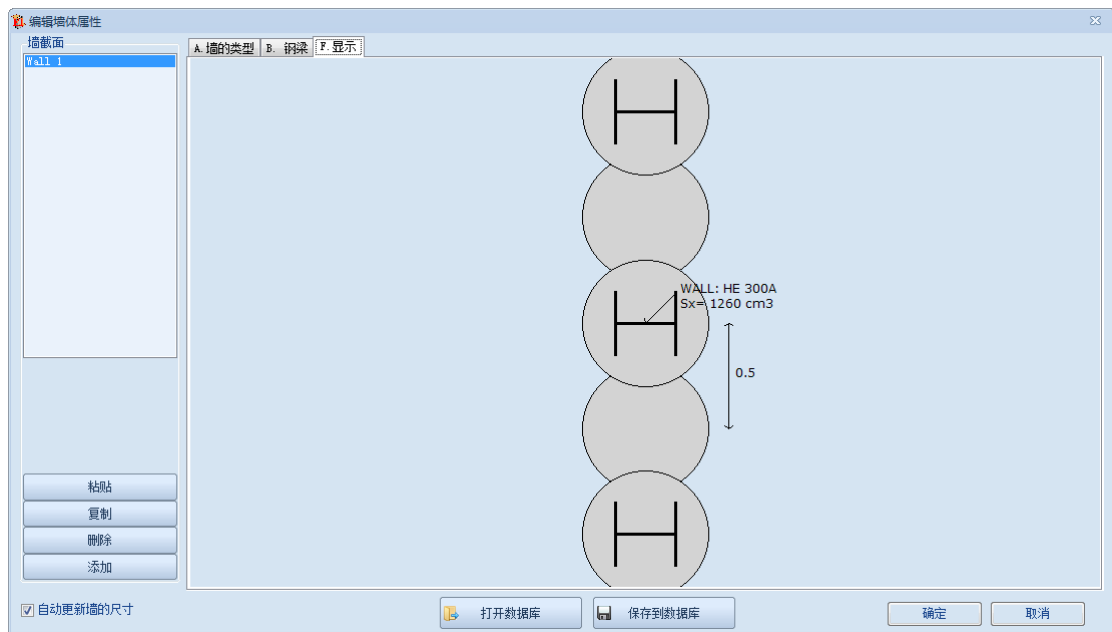 编辑墙体属性
墙截面
Wall 1
A.墙的类型
B. 钢梁
F.显示
WALL: HE 300A
Sx= 1260 cm3
0.5
粘贴
复制
删除
添加
自动更新墙的尺寸
打开数据库
保存到数据库
确定
取消